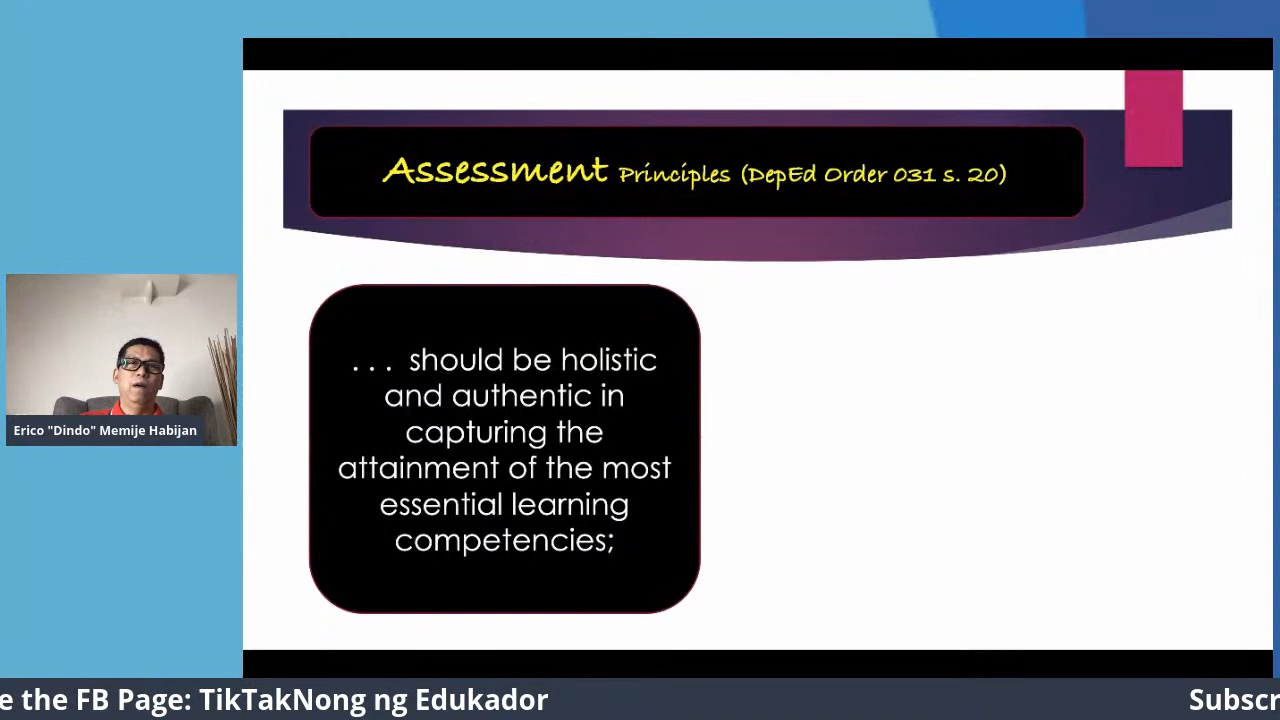 Assessment Principles (DepEd Order 031 s. 20)
. . . should be holistic
and authentic in
capturing the
attainment of the most
essential learning
competencies;
Erico "Dindo" Memije Habijan
e the FB Page: TikTakNong ng Edukador
Subscr